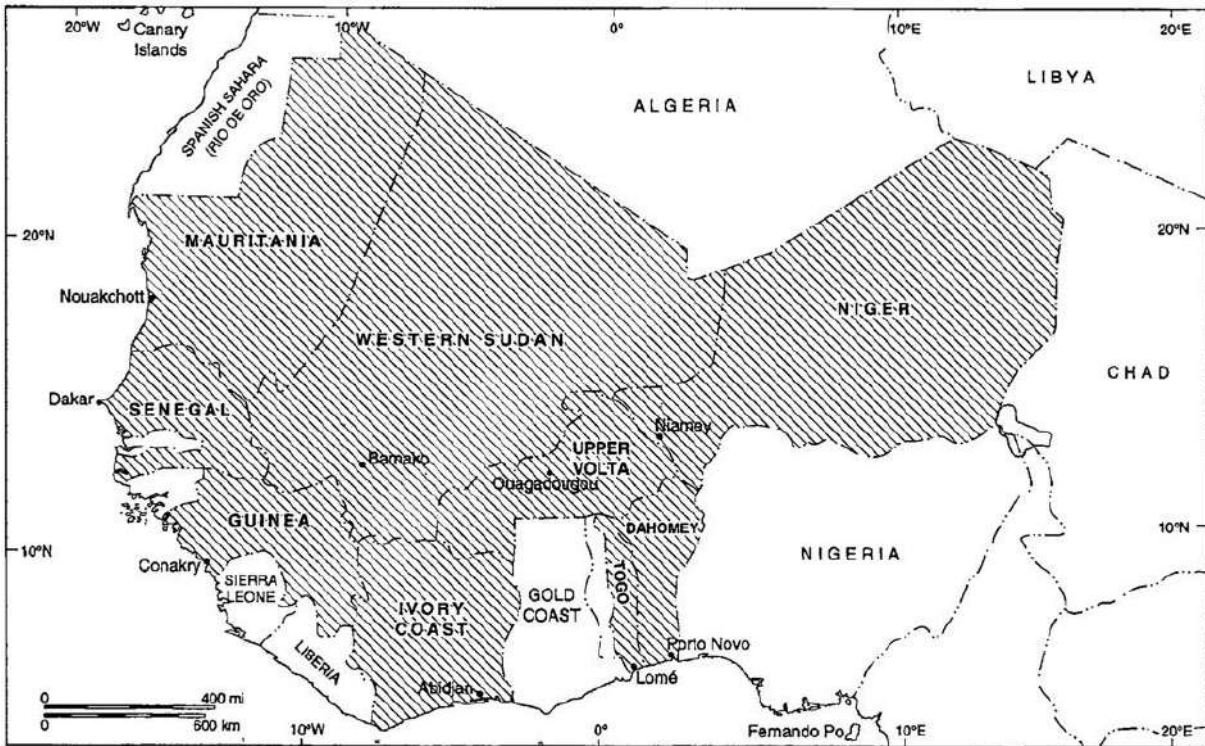 20°W
10°W
0°
10°E
20°E
Canary
Islands
LIBYA
ALGERIA
SPANISH SAHARA
(RIO DE ORO)
20°N
20°N
MAURITANIA
Nouakchott
NIGER
WESTERN SUDAN
CHAD
Dakar
SENEGAL
Niamey
Bamako
UPPER
VOLTA
Ouagadougou
GUINEA
DAHOMEY
10°N
10°N
NIGERIA
Conakry
SIERRA
LEONE
TOGO
GOLD
COAST
IVORY
COAST
LIBERIA
Porto Novo
Lomé
Abidjan
0 400 mi
0 600 km
10°W
0°
10°E
20°E
Fernando Po